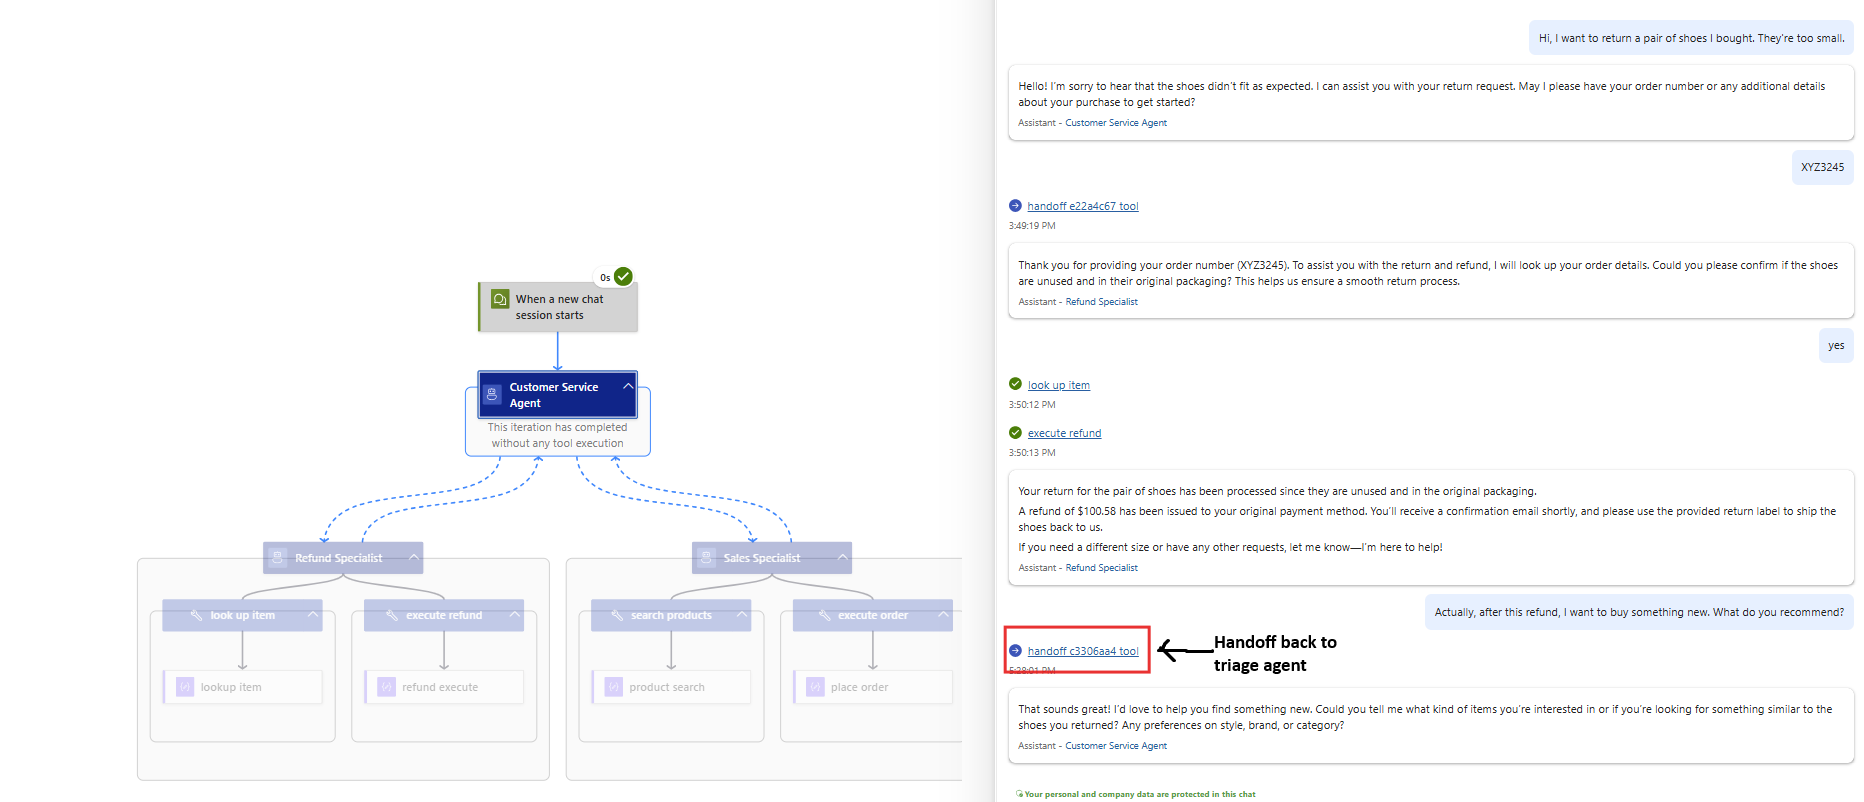 0s
When a new chat
session starts
Customer Service
Agent
This iteration has completed
without any tool execution
Refund Specialist
look up item
lookup item
execute refund
refund execute
Sales Specialist
search products
product search
execute order
place order
Hi, I want to return a pair of shoes I bought. They're too small.
Hello! I'm sorry to hear that the shoes didn't fit as expected. I can assist you with your return request. May I please have your order number or any additional details
about your purchase to get started?
Assistant - Customer Service Agent
XYZ3245
handoff e22a4c67 tool
3:49:19 PM
Thank you for providing your order number (XYZ3245). To assist you with the return and refund, I will look up your order details. Could you please confirm if the shoes
are unused and in their original packaging? This helps us ensure a smooth return process.
Assistant - Refund Specialist
yes
look up item
3:50:12 PM
execute refund
3:50:13 PM
Your return for the pair of shoes has been processed since they are unused and in the original packaging.
A refund of $100.58 has been issued to your original payment method. You'll receive a confirmation email shortly, and please use the provided return label to ship the
shoes back to us.
If you need a different size or have any other requests, let me know—I'm here to help!
Assistant - Refund Specialist
Actually, after this refund, I want to buy something new. What do you recommend?
handoff c3306aa4 tool
5:28:01 PM
Handoff back to
triage agent
That sounds great! I'd love to help you find something new. Could you tell me what kind of items you're interested in or if you're looking for something similar to the
shoes you returned? Any preferences on style, brand, or category?
Assistant - Customer Service Agent
Your personal and company data are protected in this chat